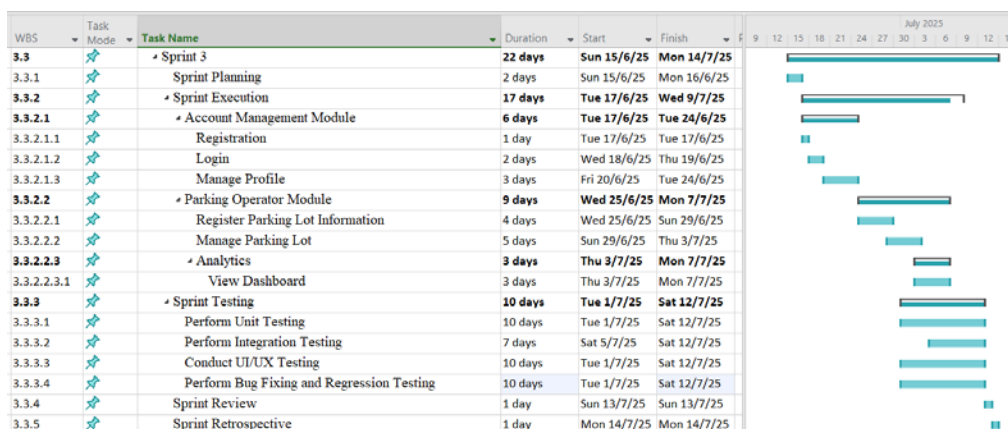 July 2025
WBS Task Mode Task Name Duration Start Finish 9 12 15 18 21 24 27 30 3 6 9 12
3.3 Sprint 3 22 days Sun 15/6/25 Mon 14/7/25
3.3.1 Sprint Planning 2 days Sun 15/6/25 Mon 16/6/25
3.3.2 Sprint Execution 17 days Tue 17/6/25 Wed 9/7/25
3.3.2.1 Account Management Module 6 days Tue 17/6/25 Tue 24/6/25
3.3.2.1.1 Registration 1 day Tue 17/6/25 Tue 17/6/25
3.3.2.1.2 Login 2 days Wed 18/6/25 Thu 19/6/25
3.3.2.1.3 Manage Profile 3 days Fri 20/6/25 Tue 24/6/25
3.3.2.2 Parking Operator Module 9 days Wed 25/6/25 Mon 7/7/25
3.3.2.2.1 Register Parking Lot Information 4 days Wed 25/6/25 Sun 29/6/25
3.3.2.2.2 Manage Parking Lot 5 days Sun 29/6/25 Thu 3/7/25
3.3.2.2.3 Analytics 3 days Thu 3/7/25 Mon 7/7/25
3.3.2.2.3.1 View Dashboard 3 days Thu 3/7/25 Mon 7/7/25
3.3.3 Sprint Testing 10 days Tue 1/7/25 Sat 12/7/25
3.3.3.1 Perform Unit Testing 10 days Tue 1/7/25 Sat 12/7/25
3.3.3.2 Perform Integration Testing 7 days Sat 5/7/25 Sat 12/7/25
3.3.3.3 Conduct UI/UX Testing 10 days Tue 1/7/25 Sat 12/7/25
3.3.3.4 Perform Bug Fixing and Regression Testing 10 days Tue 1/7/25 Sat 12/7/25
3.3.4 Sprint Review 1 day Sun 13/7/25 Sun 13/7/25
3.3.5 Sprint Retrospective 1 day Mon 14/7/25 Mon 14/7/25